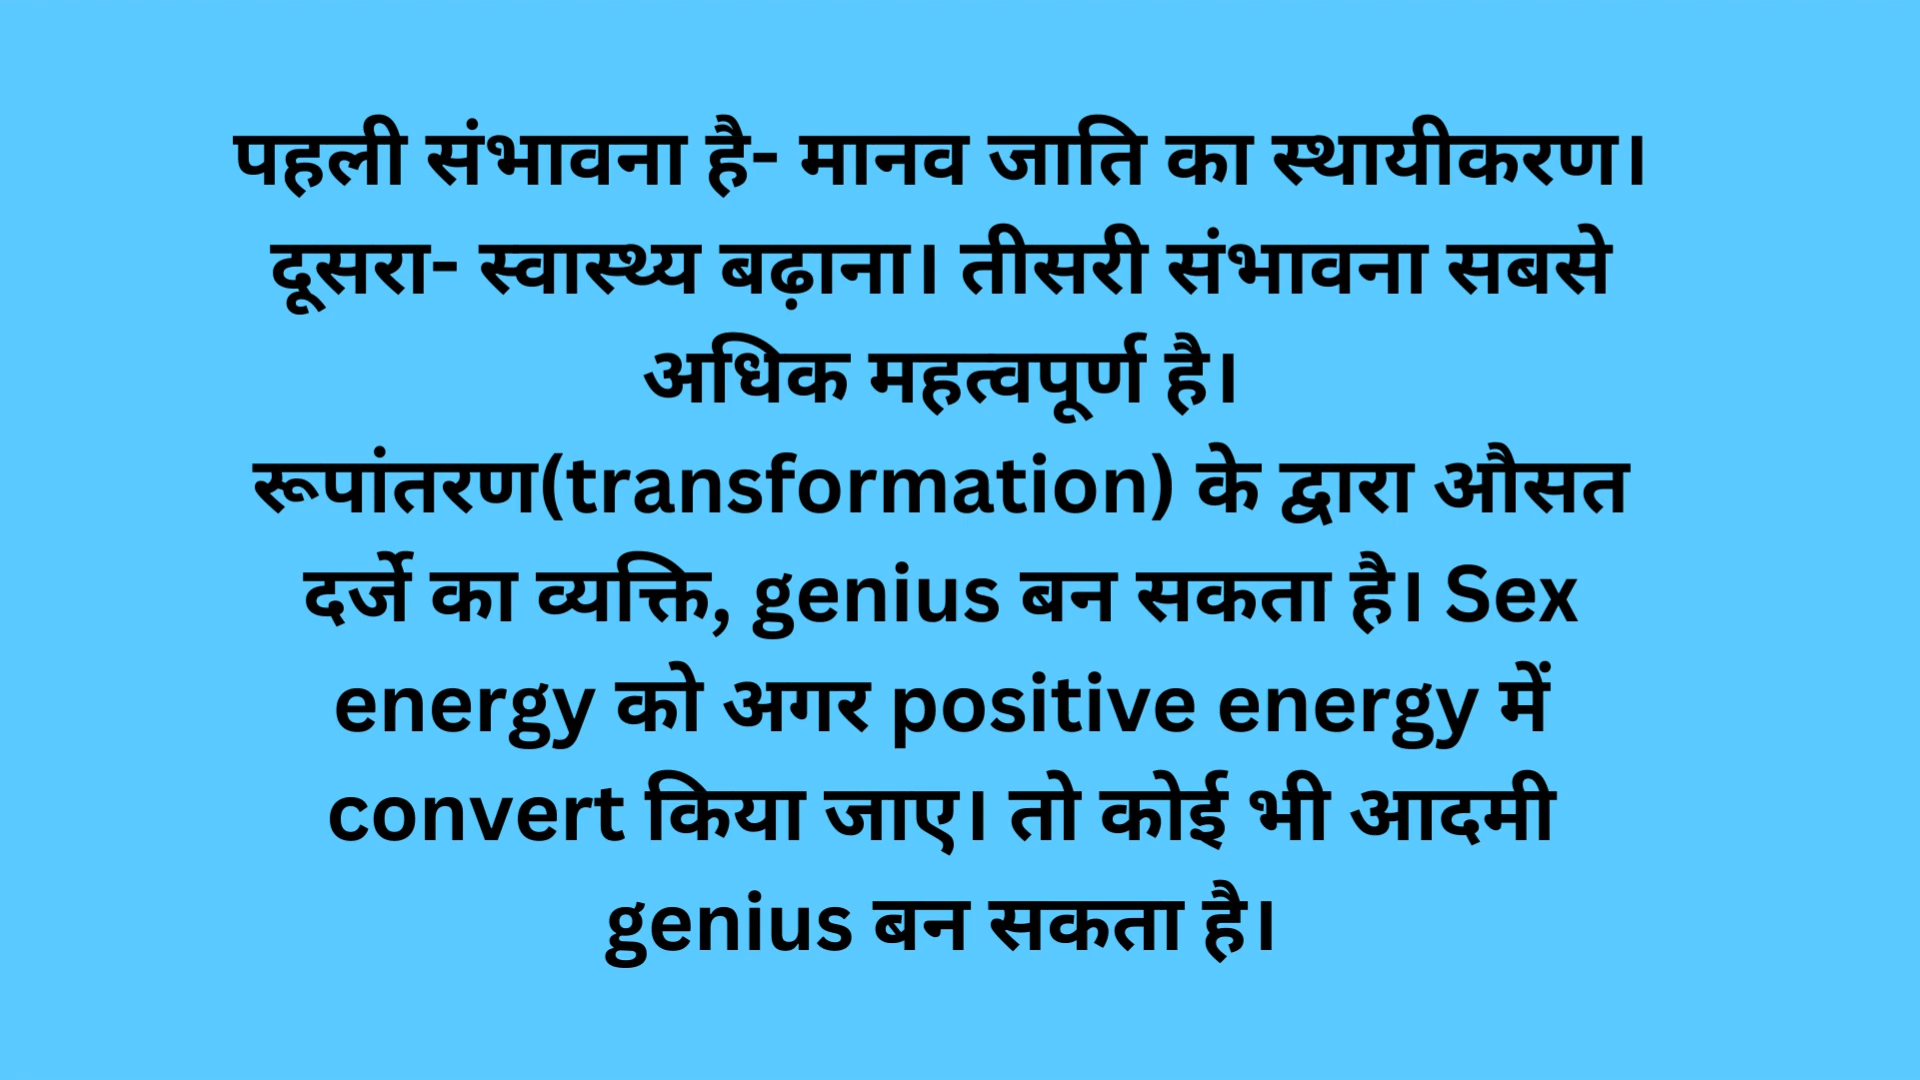 पहली संभावना है- मानव जाति का स्थायीकरण।
दूसरा- स्वास्थ्य बढ़ाना। तीसरी संभावना सबसे
अधिक महत्वपूर्ण है।
रूपांतरण(transformation) के द्वारा औसत
दर्जे का व्यक्ति, genius बन सकता है। Sex
energy को अगर positive energy में
convert किया जाए। तो कोई भी आदमी
genius बन सकता है।